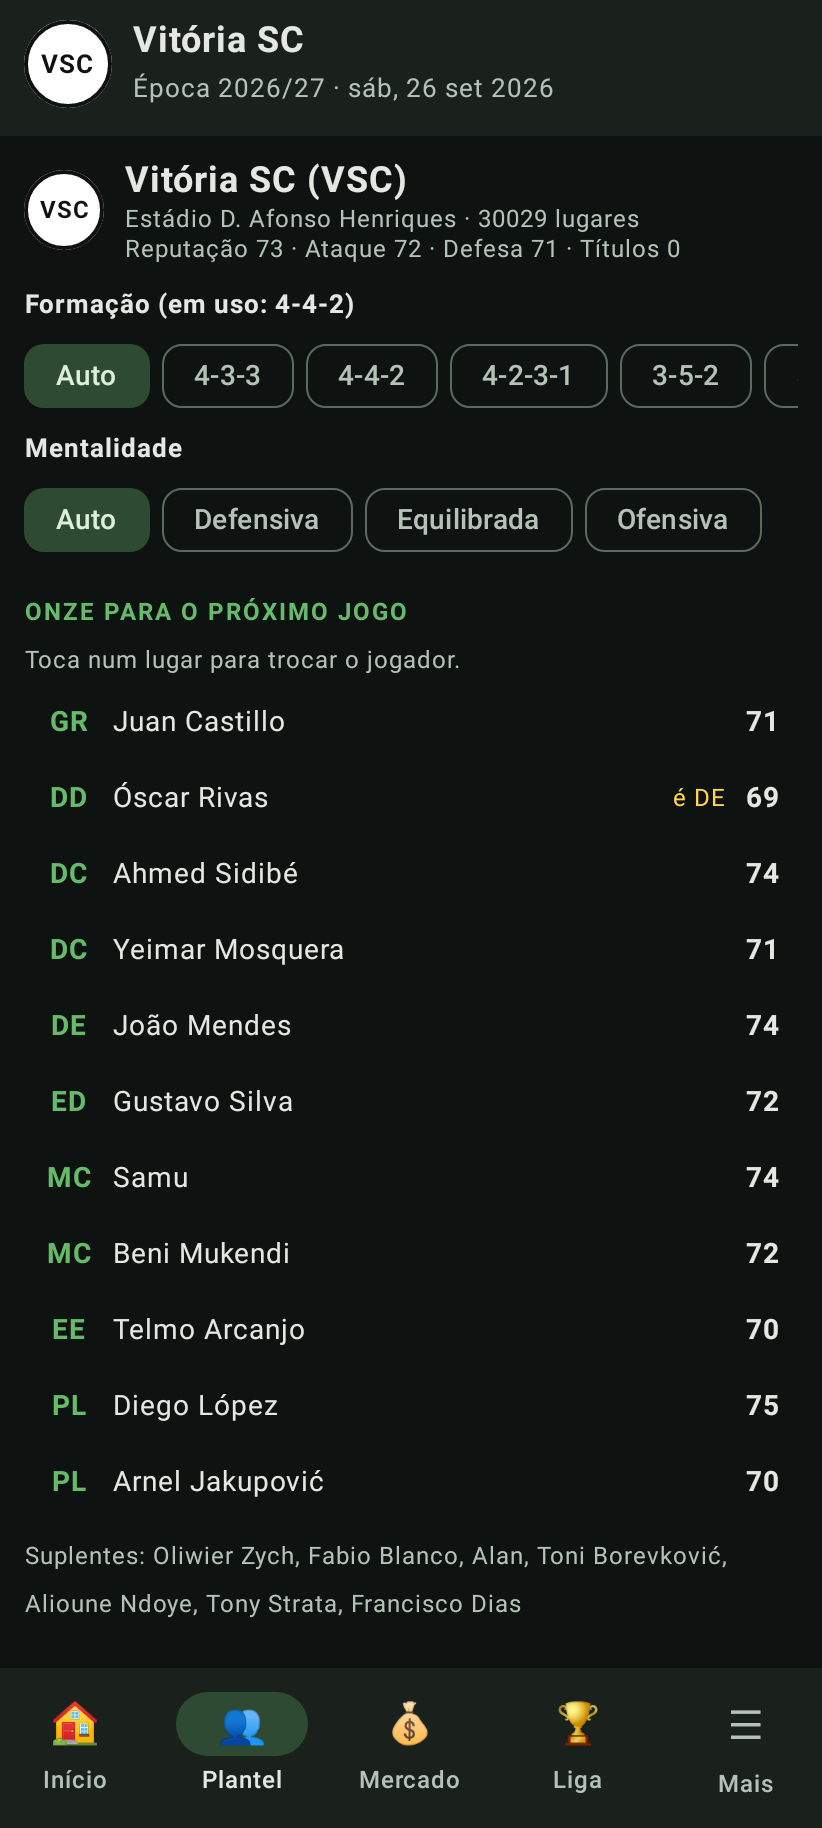 VSC
Vitória SC
Época 2026/27 · sáb, 26 set 2026
VSC
Vitória SC (VSC)
Estádio D. Afonso Henriques · 30029 lugares
Reputação 73 · Ataque 72 · Defesa 71 · Títulos 0
Formação (em uso: 4-4-2)
Auto 4-3-3 4-4-2 4-2-3-1 3-5-2
Mentalidade
Auto Defensiva Equilibrada Ofensiva
ONZE PARA O PRÓXIMO JOGO
Toca num lugar para trocar o jogador.
GR Juan Castillo 71
DD Óscar Rivas é DE 69
DC Ahmed Sidibé 74
DC Yeimar Mosquera 71
DE João Mendes 74
ED Gustavo Silva 72
MC Samu 74
MC Beni Mukendi 72
EE Telmo Arcanjo 70
PL Diego López 75
PL Arnel Jakupović 70
Suplentes: Oliwier Zych, Fabio Blanco, Alan, Toni Borevković,
Alioune Ndoye, Tony Strata, Francisco Dias
Início Plantel Mercado Liga Mais